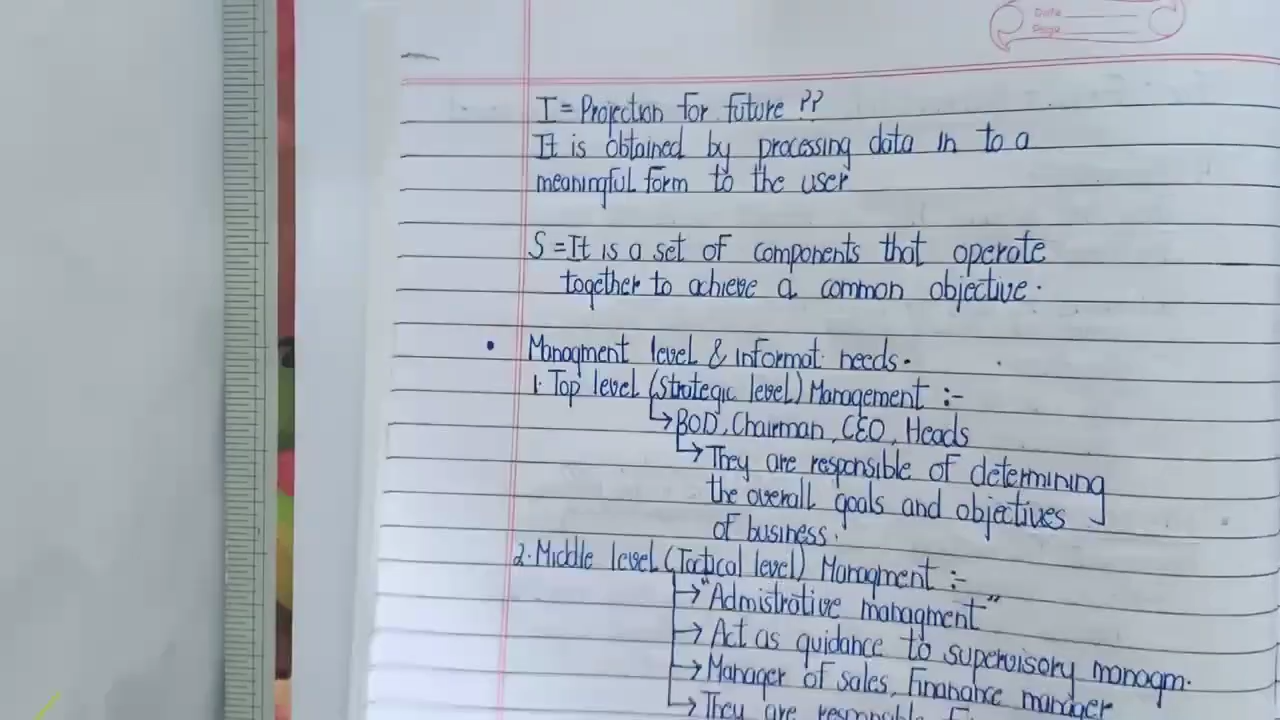 Date
Page
I = Projection for future ??
It is obtained by processing data in to a
meaningful form to the user
S = It is a set of components that operate
together to achieve a common objective.
• Managment level & informat. needs.
1. Top level (Strategic level) Management :-
→ BOD, Chairman, CEO, Heads
→ They are responsible of determining
the overall goals and objectives
of business.
2. Middle level (Tactical level) Managment :-
→ "Admistrative managment"
→ Act as guidance to supervisory managm.
→ Manager of sales, Finanance manager
→ They are